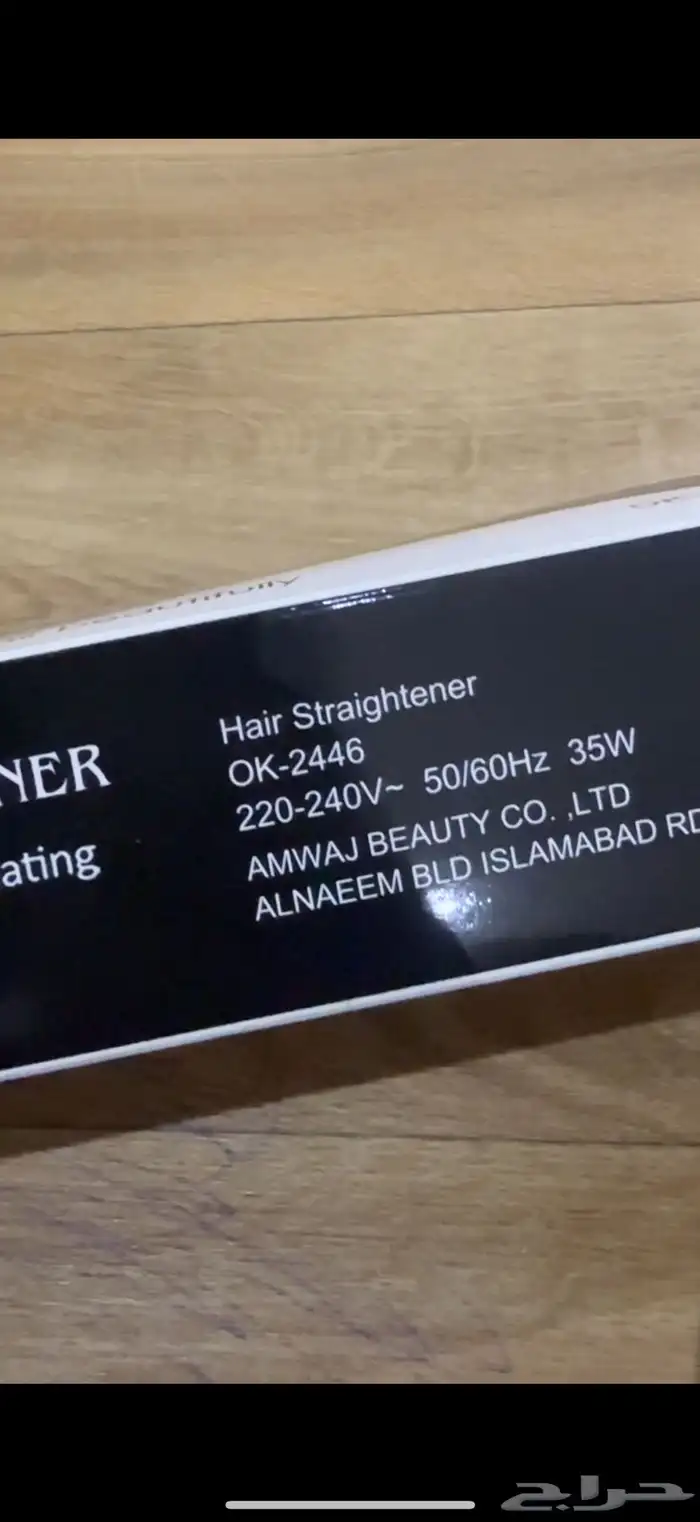 Hair Straightener
OK-2446
220-240V~ 50/60Hz 35W
AMWAJ BEAUTY CO. ,LTD
ALNAEEM BLD ISLAMABAD RD
NER
ating
حراج